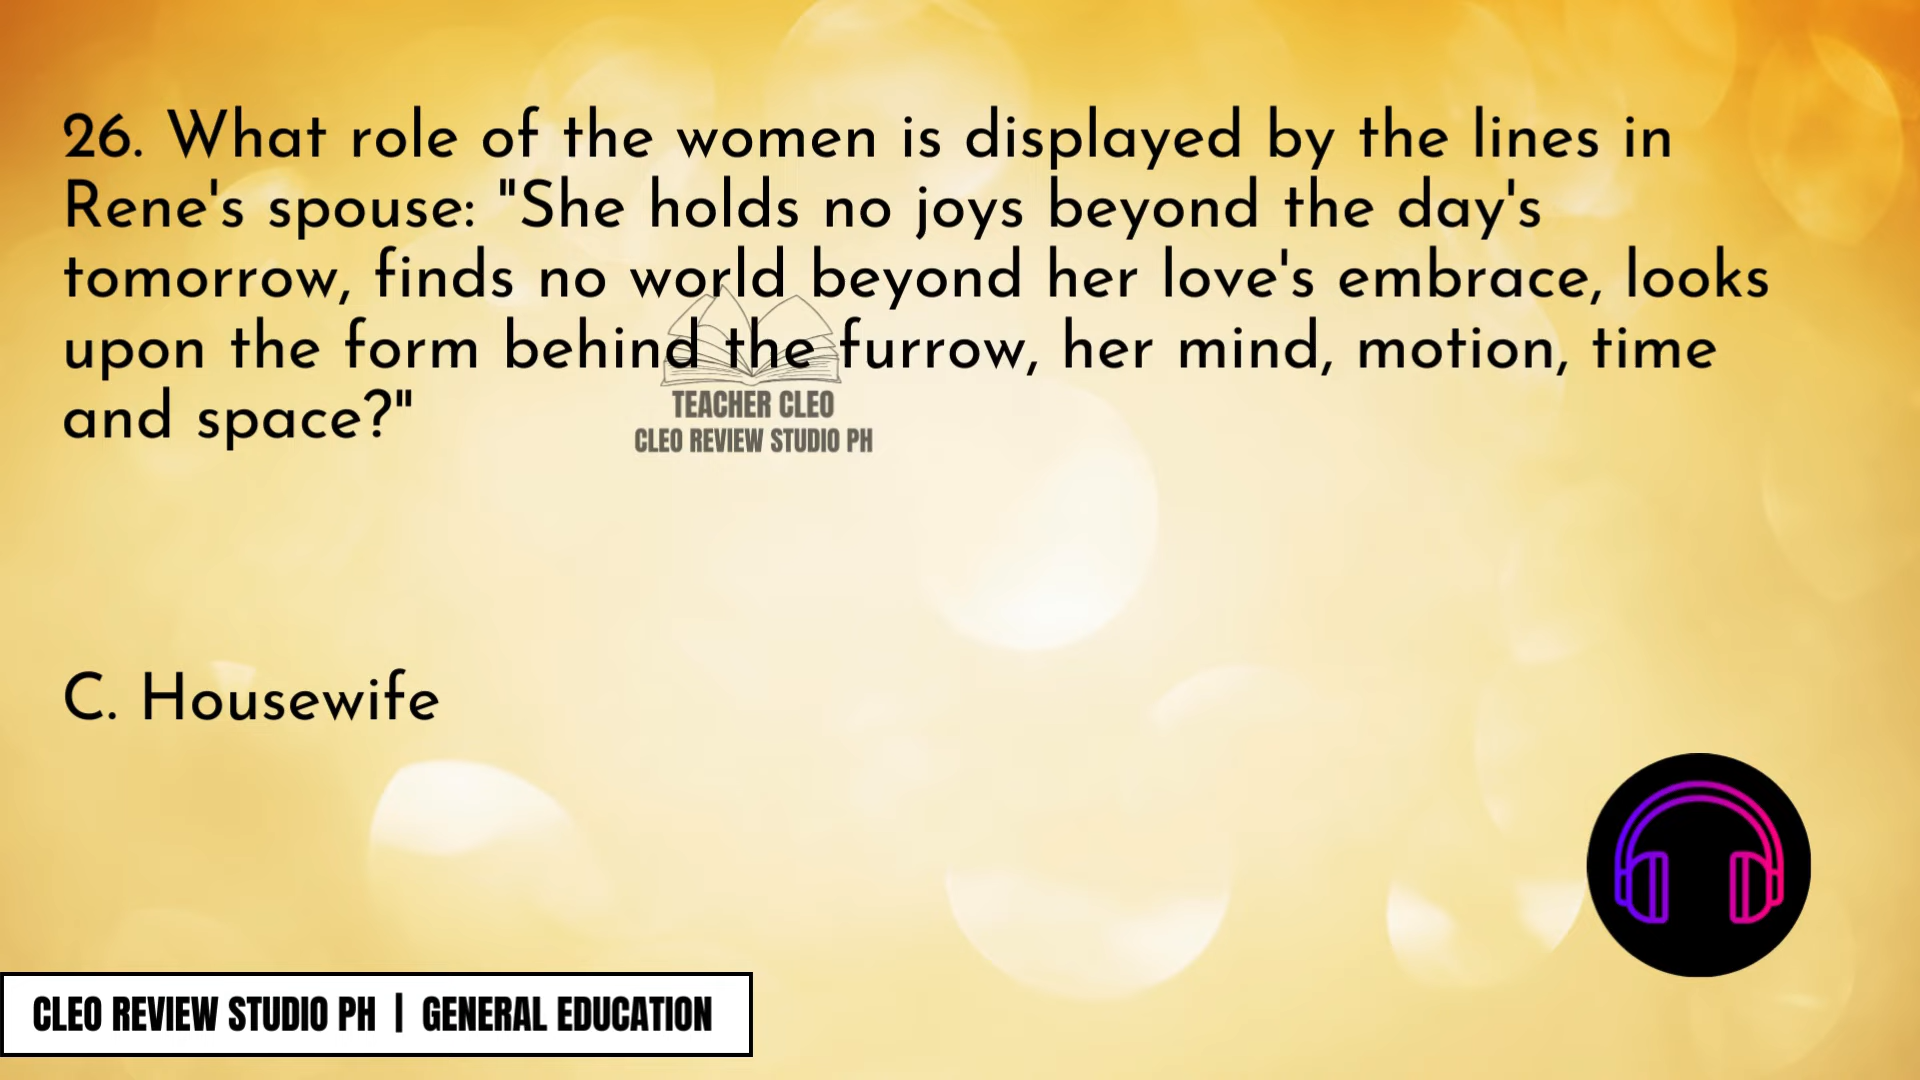 26. What role of the women is displayed by the lines in
Rene's spouse: "She holds no joys beyond the day's
tomorrow, finds no world beyond her love's embrace, looks
upon the form behind the furrow, her mind, motion, time
and space?"
TEACHER CLEO
CLEO REVIEW STUDIO PH
C. Housewife
CLEO REVIEW STUDIO PH | GENERAL EDUCATION